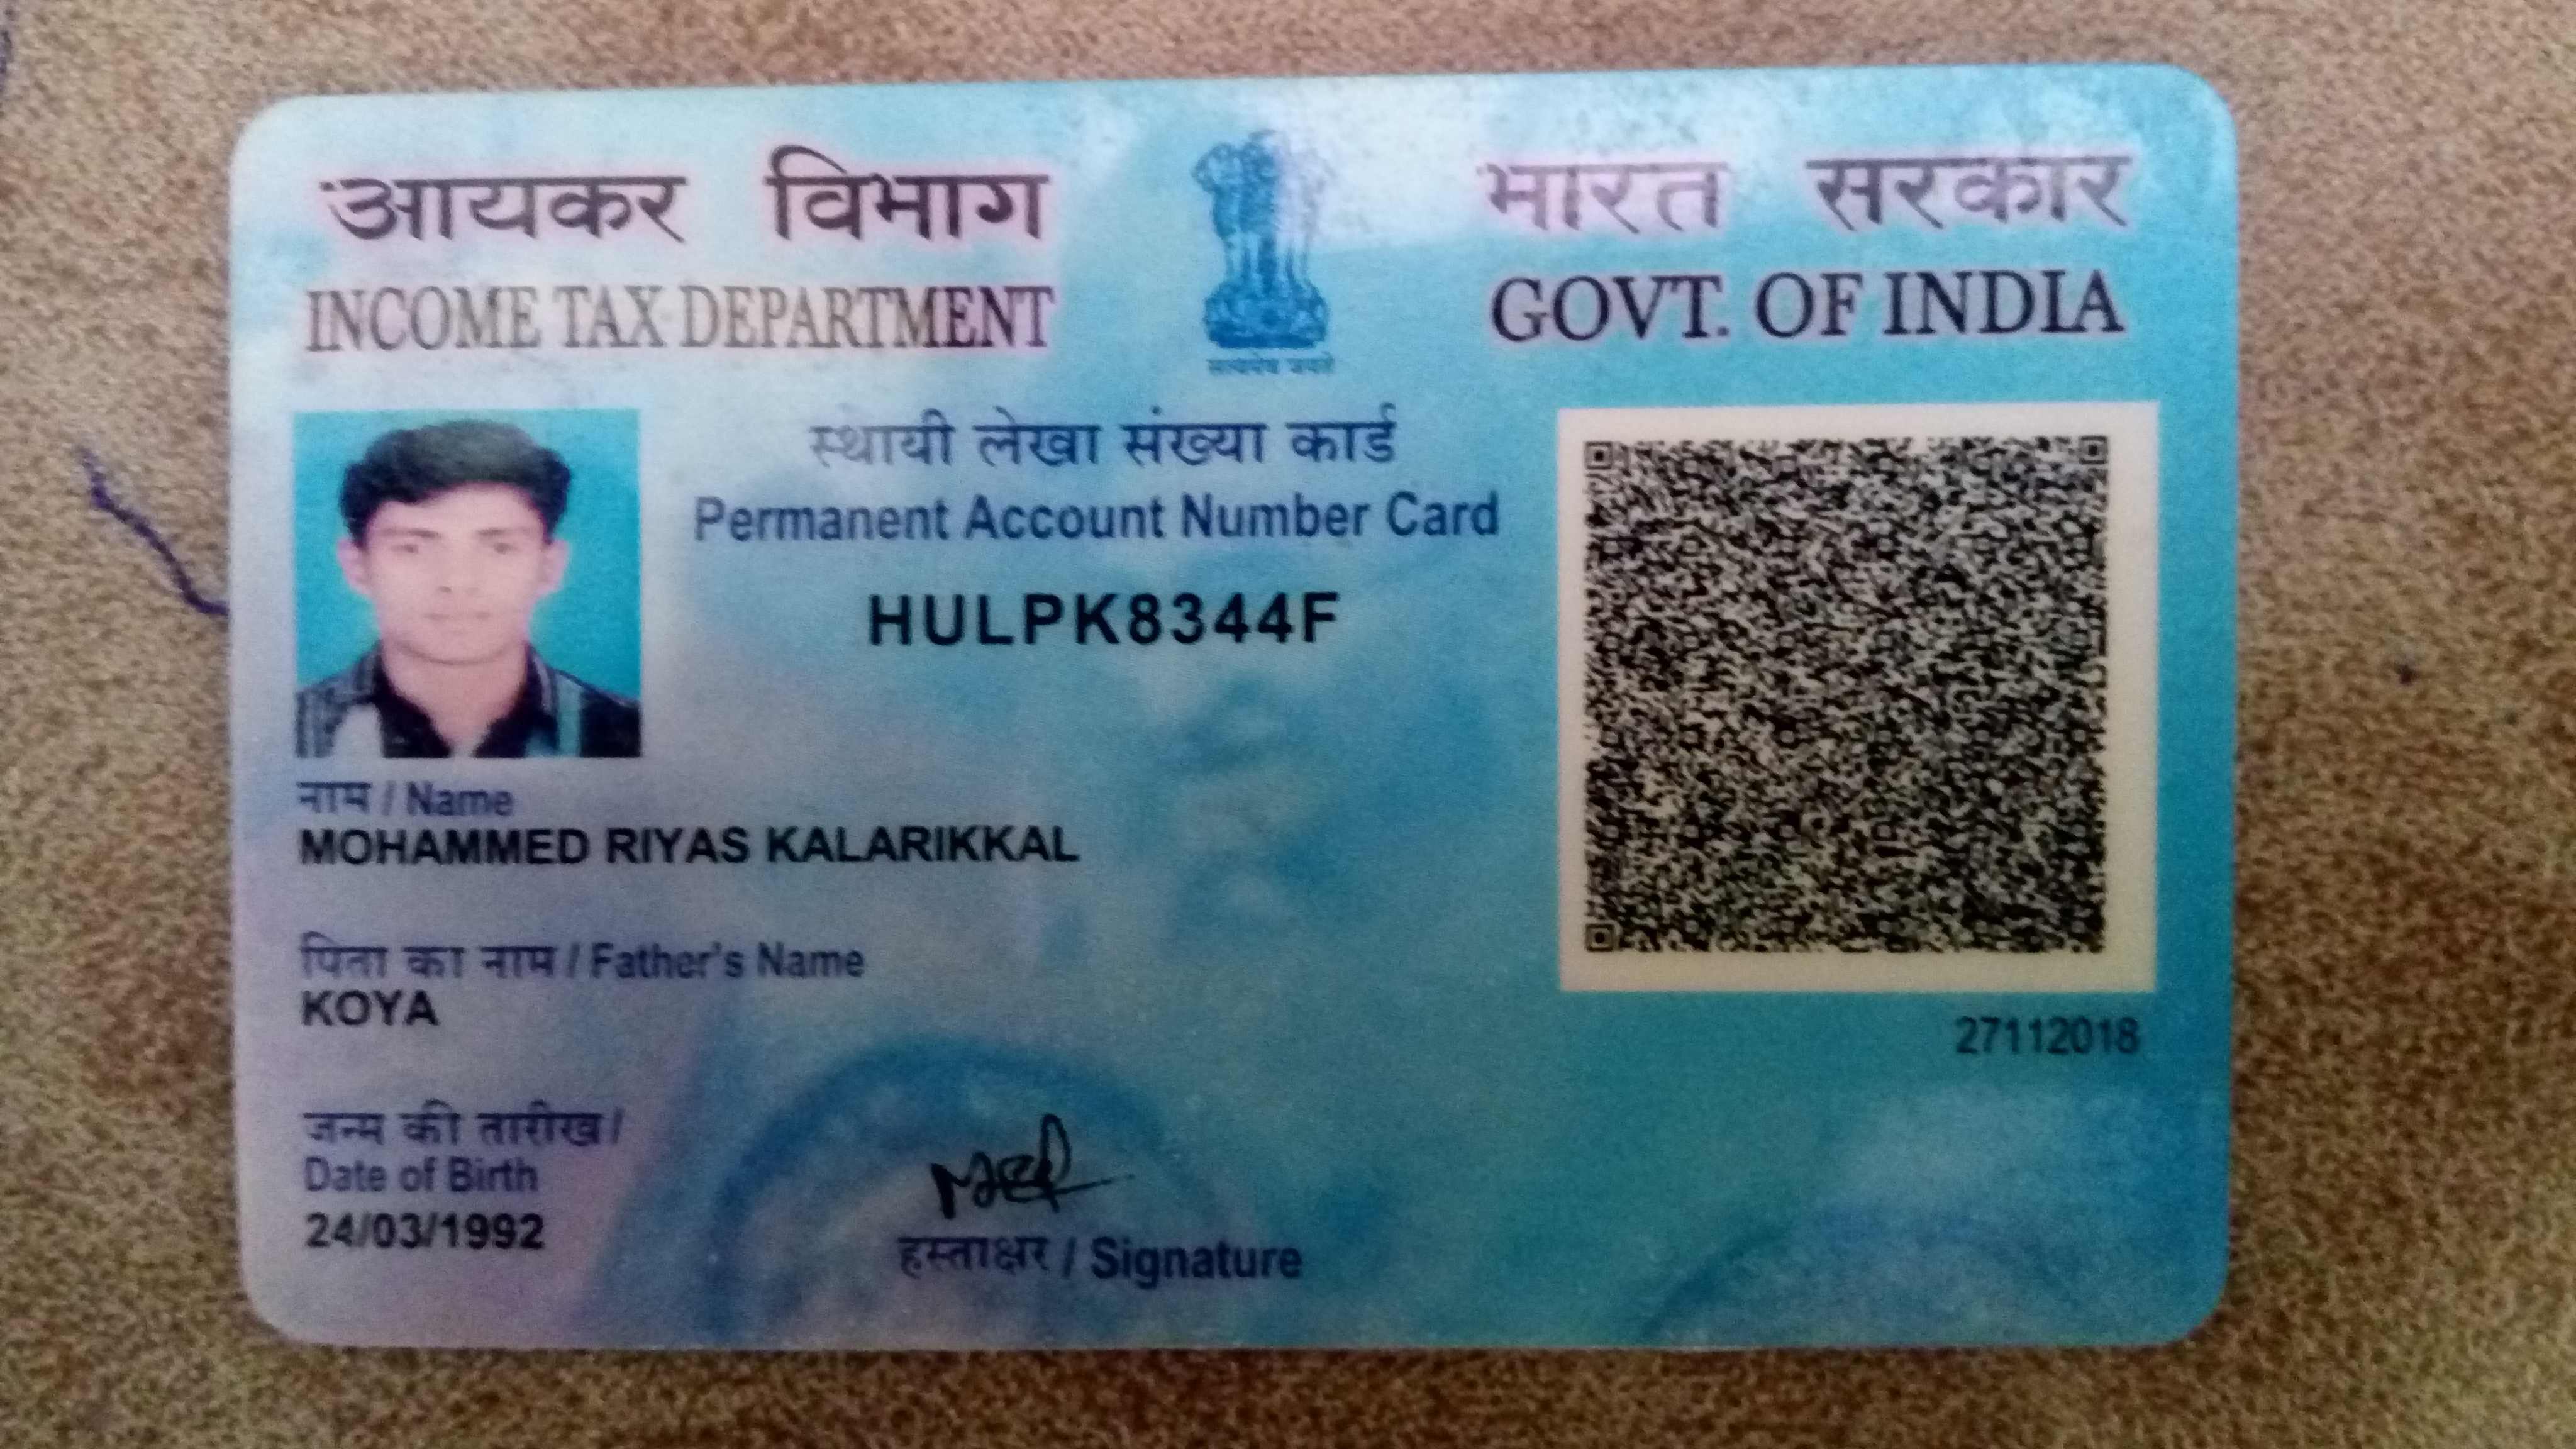 आयकर विभाग
INCOME TAX DEPARTMENT
सत्यमेव जयते
भारत सरकार
GOVT. OF INDIA
स्थायी लेखा संख्या कार्ड
Permanent Account Number Card
HULPK8344F
नाम / Name
MOHAMMED RIYAS KALARIKKAL
पिता का नाम / Father's Name
KOYA
27112018
जन्म की तारीख /
Date of Birth
24/03/1992
हस्ताक्षर / Signature